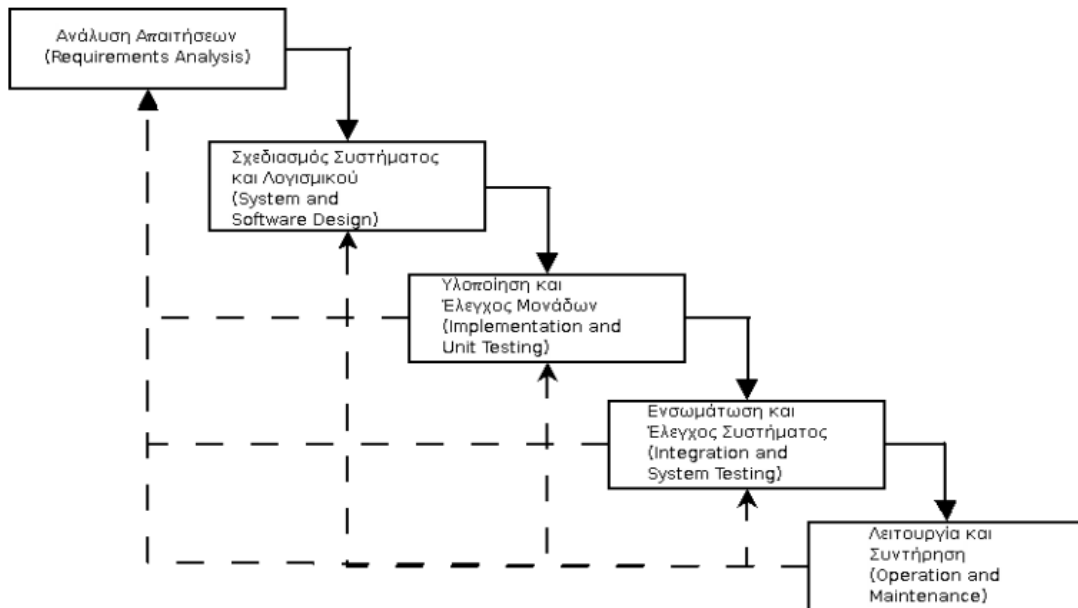 Ανάλυση Απαιτήσεων
(Requirements Analysis)
Σχεδιασμός Συστήματος
και Λογισμικού
(System and
Software Design)
Υλοποίηση και
Έλεγχος Μονάδων
(Implementation and
Unit Testing)
Ενσωμάτωση και
Έλεγχος Συστήματος
(Integration and
System Testing)
Λειτουργία και
Συντήρηση
(Operation and
Maintenance)